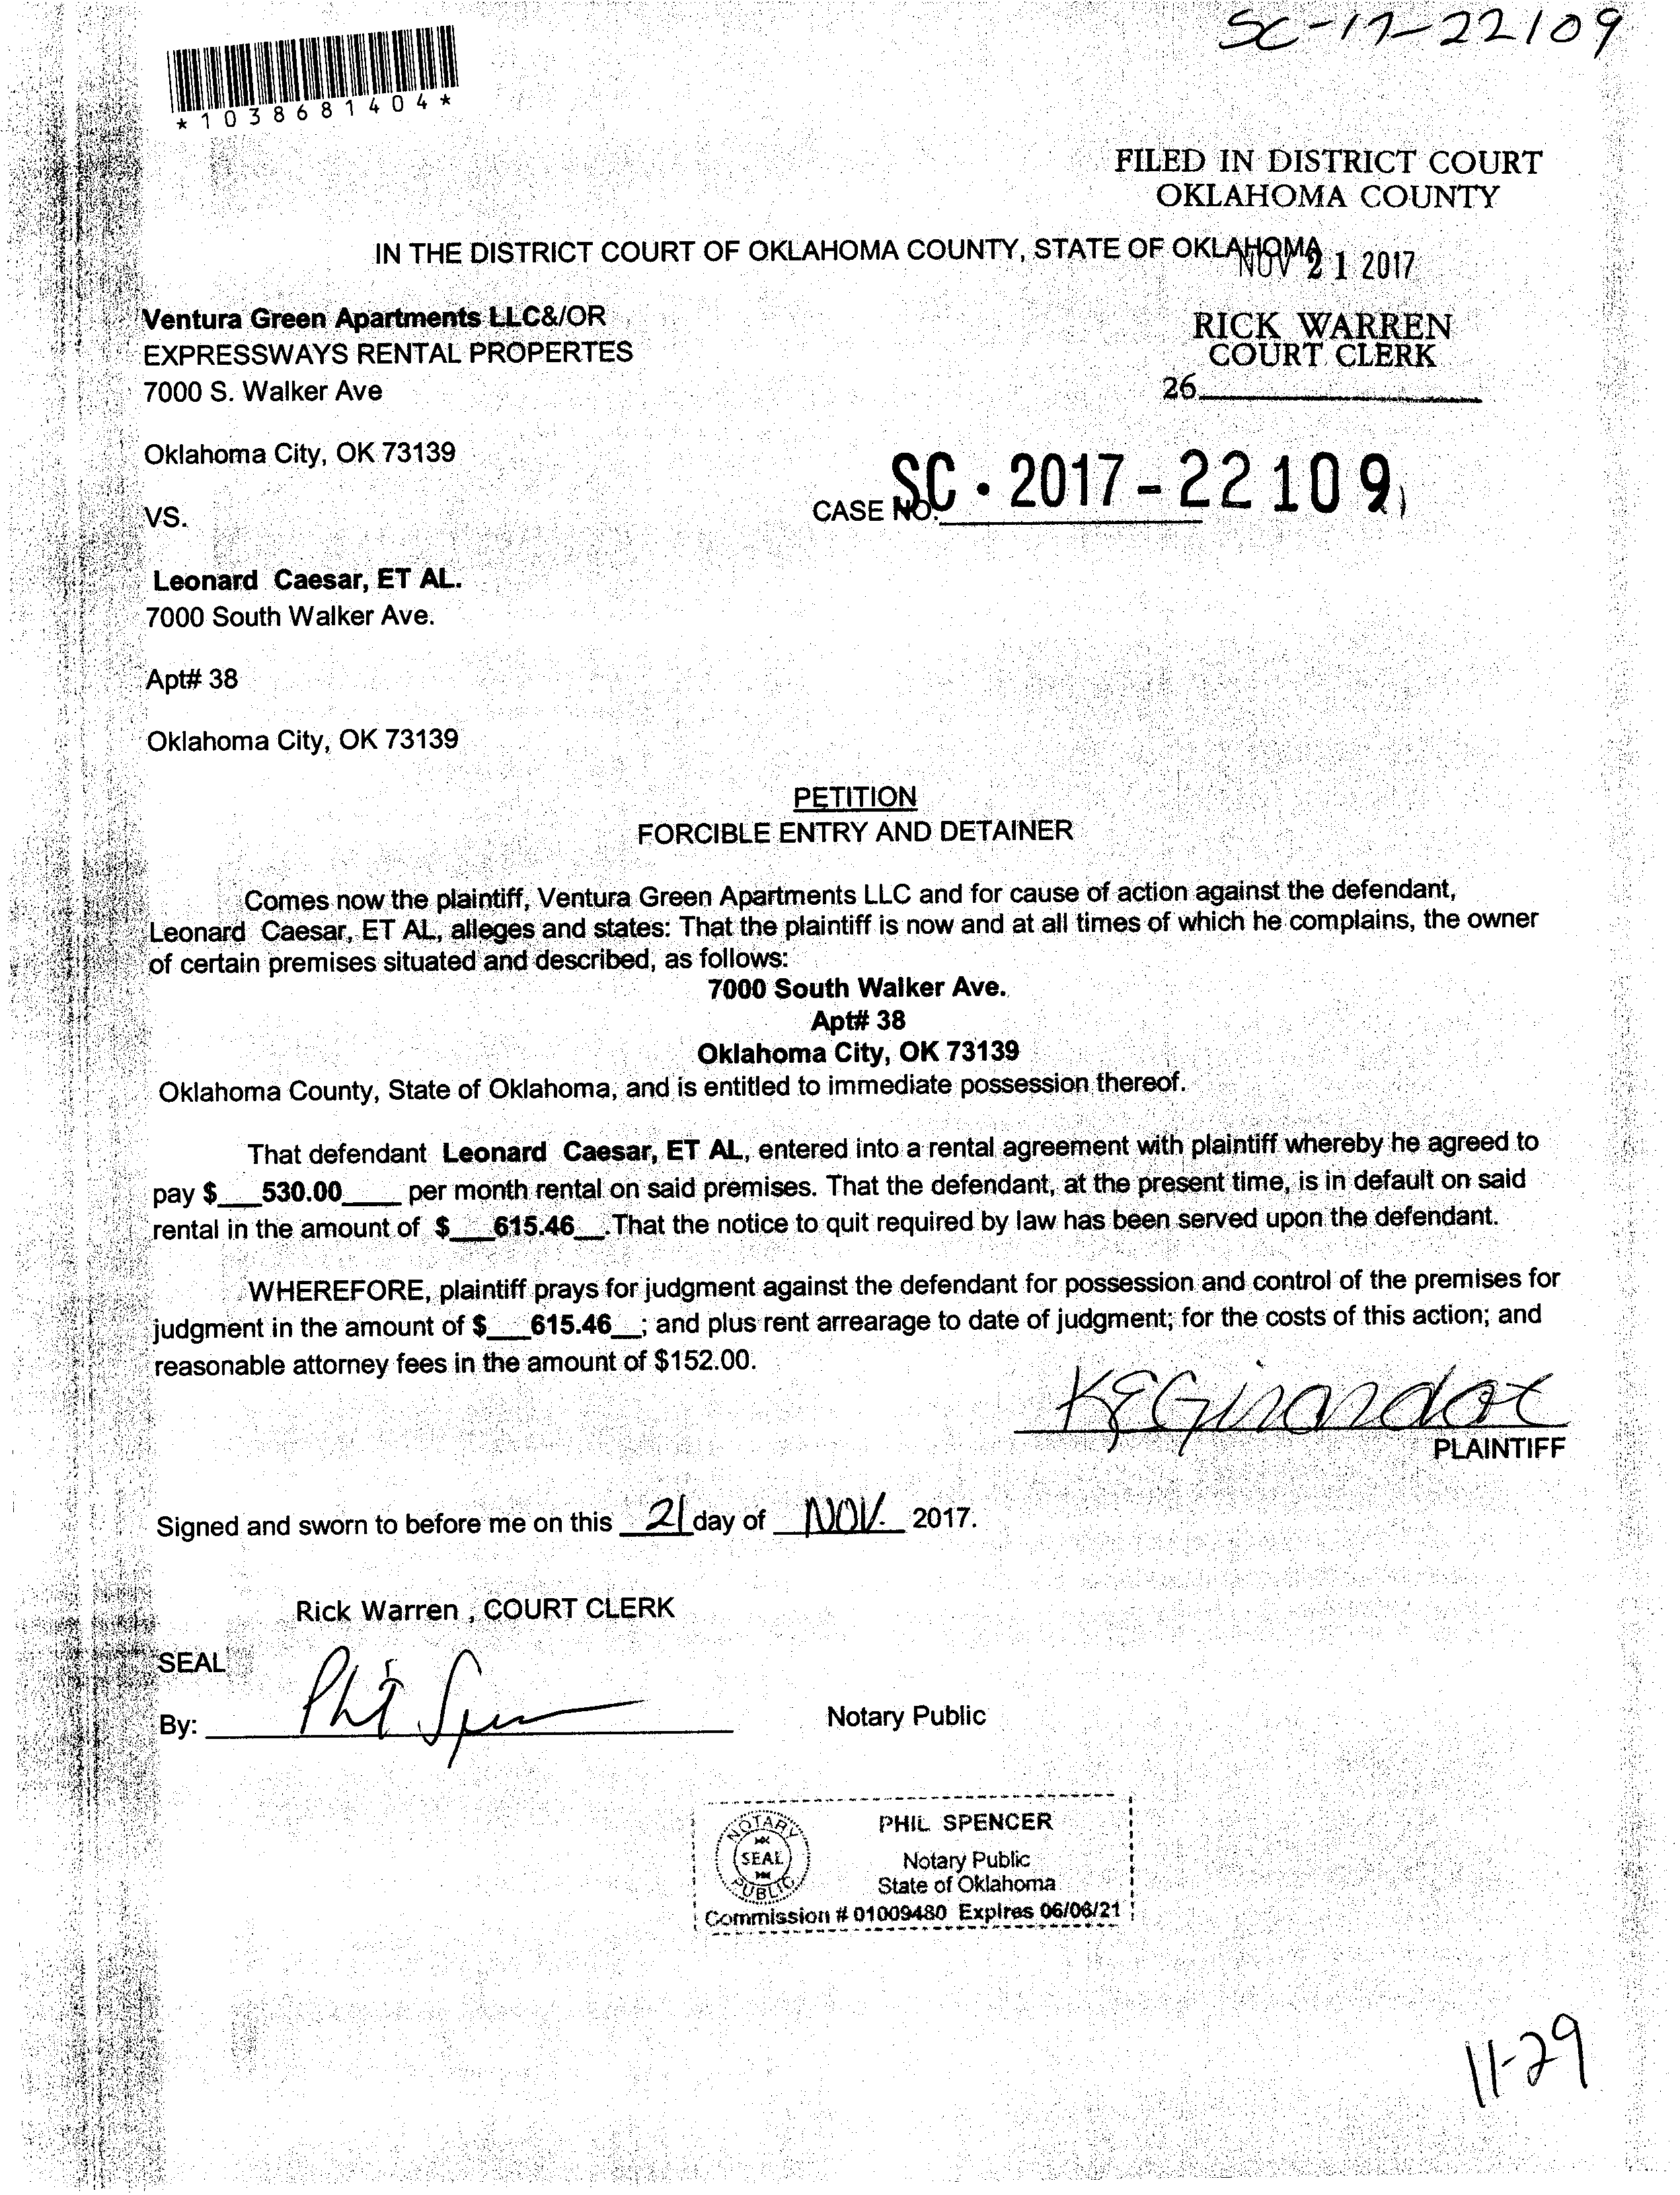 SC-17-22109
*1038681404*
FILED IN DISTRICT COURT
OKLAHOMA COUNTY
IN THE DISTRICT COURT OF OKLAHOMA COUNTY, STATE OF OKLAHOMA
NOV 21 2017
Ventura Green Apartments LLC&/OR
EXPRESSWAYS RENTAL PROPERTES
7000 S. Walker Ave
RICK WARREN
COURT CLERK
26
Oklahoma City, OK 73139
CASE NO. SC - 2017 - 22109
VS.
Leonard Caesar, ET AL.
7000 South Walker Ave.
Apt# 38
Oklahoma City, OK 73139
PETITION
FORCIBLE ENTRY AND DETAINER
Comes now the plaintiff, Ventura Green Apartments LLC and for cause of action against the defendant,
Leonard Caesar, ET AL, alleges and states: That the plaintiff is now and at all times of which he complains, the owner
of certain premises situated and described, as follows:
7000 South Walker Ave.
Apt# 38
Oklahoma City, OK 73139
Oklahoma County, State of Oklahoma, and is entitled to immediate possession thereof.
That defendant Leonard Caesar, ET AL, entered into a rental agreement with plaintiff whereby he agreed to
pay $___530.00____ per month rental on said premises. That the defendant, at the present time, is in default on said
rental in the amount of $___615.46__.That the notice to quit required by law has been served upon the defendant.
WHEREFORE, plaintiff prays for judgment against the defendant for possession and control of the premises for
judgment in the amount of $___615.46__; and plus rent arrearage to date of judgment; for the costs of this action; and
reasonable attorney fees in the amount of $152.00.
KEGirardot
PLAINTIFF
Signed and sworn to before me on this 21 day of NOV. 2017.
Rick Warren , COURT CLERK
SEAL
By: Phil Spencer
Notary Public
NOTARY PUBLIC
SEAL
PHIL SPENCER
Notary Public
State of Oklahoma
Commission # 01009480 Expires 06/06/21
11-29